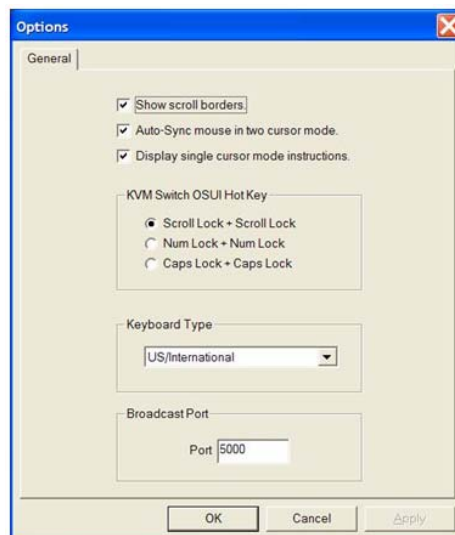 Options
General
Show scroll borders.
Auto-Sync mouse in two cursor mode.
Display single cursor mode instructions.
KVM Switch OSUI Hot Key
Scroll Lock + Scroll Lock
Num Lock + Num Lock
Caps Lock + Caps Lock
Keyboard Type
US/International
Broadcast Port
Port 5000
OK Cancel Apply